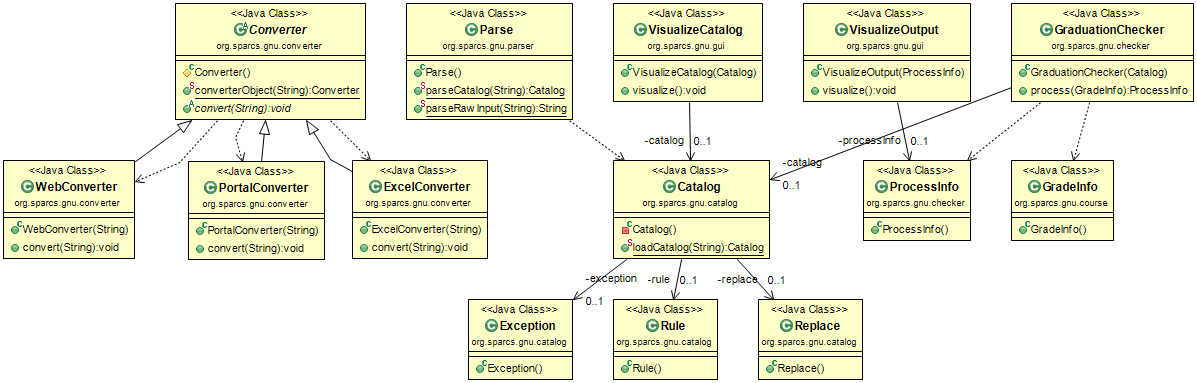 <<Java Class>>
Converter
org.sparcs.gnu.converter
Converter()
converterObject(String):Converter
convert(String):void
<<Java Class>>
Parse
org.sparcs.gnu.parser
Parse()
parseCatalog(String):Catalog
parseRawInput(String):String
<<Java Class>>
VisualizeCatalog
org.sparcs.gnu.gui
VisualizeCatalog(Catalog)
visualize():void
<<Java Class>>
VisualizeOutput
org.sparcs.gnu.gui
VisualizeOutput(ProcessInfo)
visualize():void
<<Java Class>>
GraduationChecker
org.sparcs.gnu.checker
GraduationChecker(Catalog)
process(GradeInfo):ProcessInfo
-catalog 0..1
-processInfo 0..1
-catalog
0..1
<<Java Class>>
WebConverter
org.sparcs.gnu.converter
WebConverter(String)
convert(String):void
<<Java Class>>
PortalConverter
org.sparcs.gnu.converter
PortalConverter(String)
convert(String):void
<<Java Class>>
ExcelConverter
org.sparcs.gnu.converter
ExcelConverter(String)
convert(String):void
<<Java Class>>
Catalog
org.sparcs.gnu.catalog
Catalog()
loadCatalog(String):Catalog
<<Java Class>>
ProcessInfo
org.sparcs.gnu.checker
ProcessInfo()
<<Java Class>>
GradeInfo
org.sparcs.gnu.course
GradeInfo()
-exception
0..1
-rule 0..1
-replace 0..1
<<Java Class>>
Exception
org.sparcs.gnu.catalog
Exception()
<<Java Class>>
Rule
org.sparcs.gnu.catalog
Rule()
<<Java Class>>
Replace
org.sparcs.gnu.catalog
Replace()